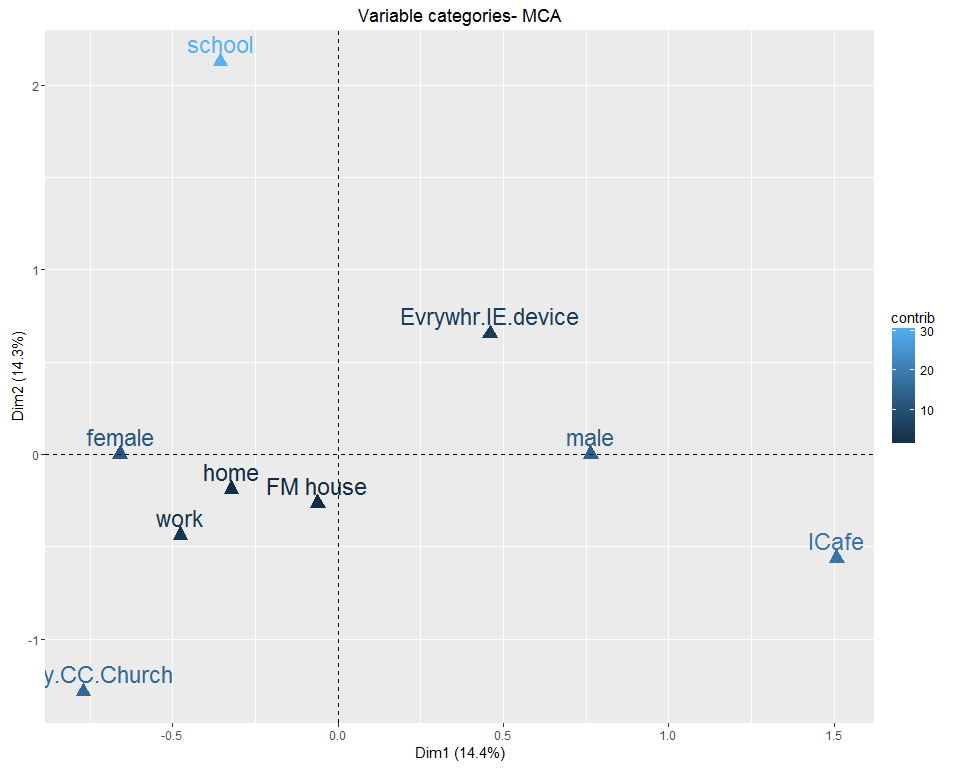 Variable categories- MCA
school
2
contrib
Evrywhr.IE.device
30
1
20
10
Dim2 (14.3%)
female
male
0
home
FM house
work
ICafe
-1
y.CC.Church
-0.5
0.0
0.5
1.0
1.5
Dim1 (14.4%)